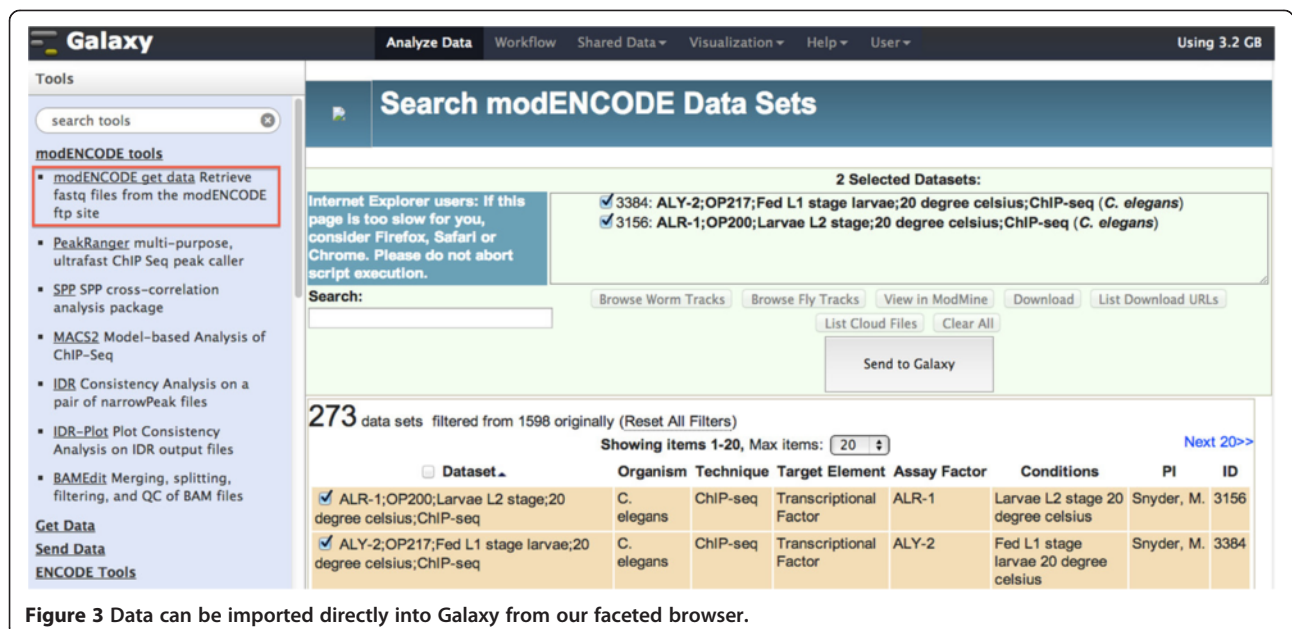 Galaxy
Analyze Data Workflow Shared Data Visualization Help User Using 3.2 GB
Tools
search tools
modENCODE tools
modENCODE get data Retrieve
fastq files from the modENCODE
ftp site
PeakRanger multi-purpose,
ultrafast ChIP Seq peak caller
SPP SPP cross-correlation
analysis package
MACS2 Model-based Analysis of
ChIP-Seq
IDR Consistency Analysis on a
pair of narrowPeak files
IDR-Plot Plot Consistency
Analysis on IDR output files
BAMEdit Merging, splitting,
filtering, and QC of BAM files
Get Data
Send Data
ENCODE Tools
Search modENCODE Data Sets
Internet Explorer users: If this
page is too slow for you,
consider Firefox, Safari or
Chrome. Please do not abort
script execution.
2 Selected Datasets:
3384: ALY-2;OP217;Fed L1 stage larvae;20 degree celsius;ChIP-seq (C. elegans)
3156: ALR-1;OP200;Larvae L2 stage;20 degree celsius;ChIP-seq (C. elegans)
Search:
Browse Worm Tracks Browse Fly Tracks View in ModMine Download List Download URLs
List Cloud Files Clear All
Send to Galaxy
273 data sets filtered from 1598 originally (Reset All Filters)
Showing items 1-20, Max items: 20 Next 20>>
Dataset Organism Technique Target Element Assay Factor Conditions PI ID
ALR-1;OP200;Larvae L2 stage;20 C. ChIP-seq Transcriptional ALR-1 Larvae L2 stage 20 Snyder, M. 3156
degree celsius;ChIP-seq elegans Factor degree celsius
ALY-2;OP217;Fed L1 stage larvae;20 C. ChIP-seq Transcriptional ALY-2 Fed L1 stage Snyder, M. 3384
degree celsius;ChIP-seq elegans Factor larvae 20 degree
celsius
Figure 3 Data can be imported directly into Galaxy from our faceted browser.